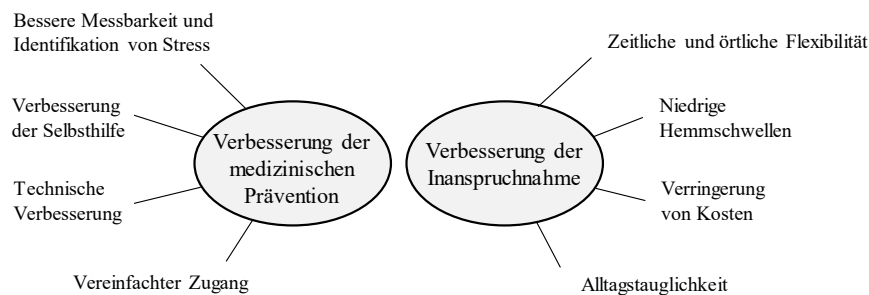 Bessere Messbarkeit und
Identifikation von Stress
Verbesserung
der Selbsthilfe
Technische
Verbesserung
Vereinfachter Zugang
Verbesserung der
medizinischen
Prävention
Verbesserung der
Inanspruchnahme
Zeitliche und örtliche Flexibilität
Niedrige
Hemmschwellen
Verringerung
von Kosten
Alltagstauglichkeit